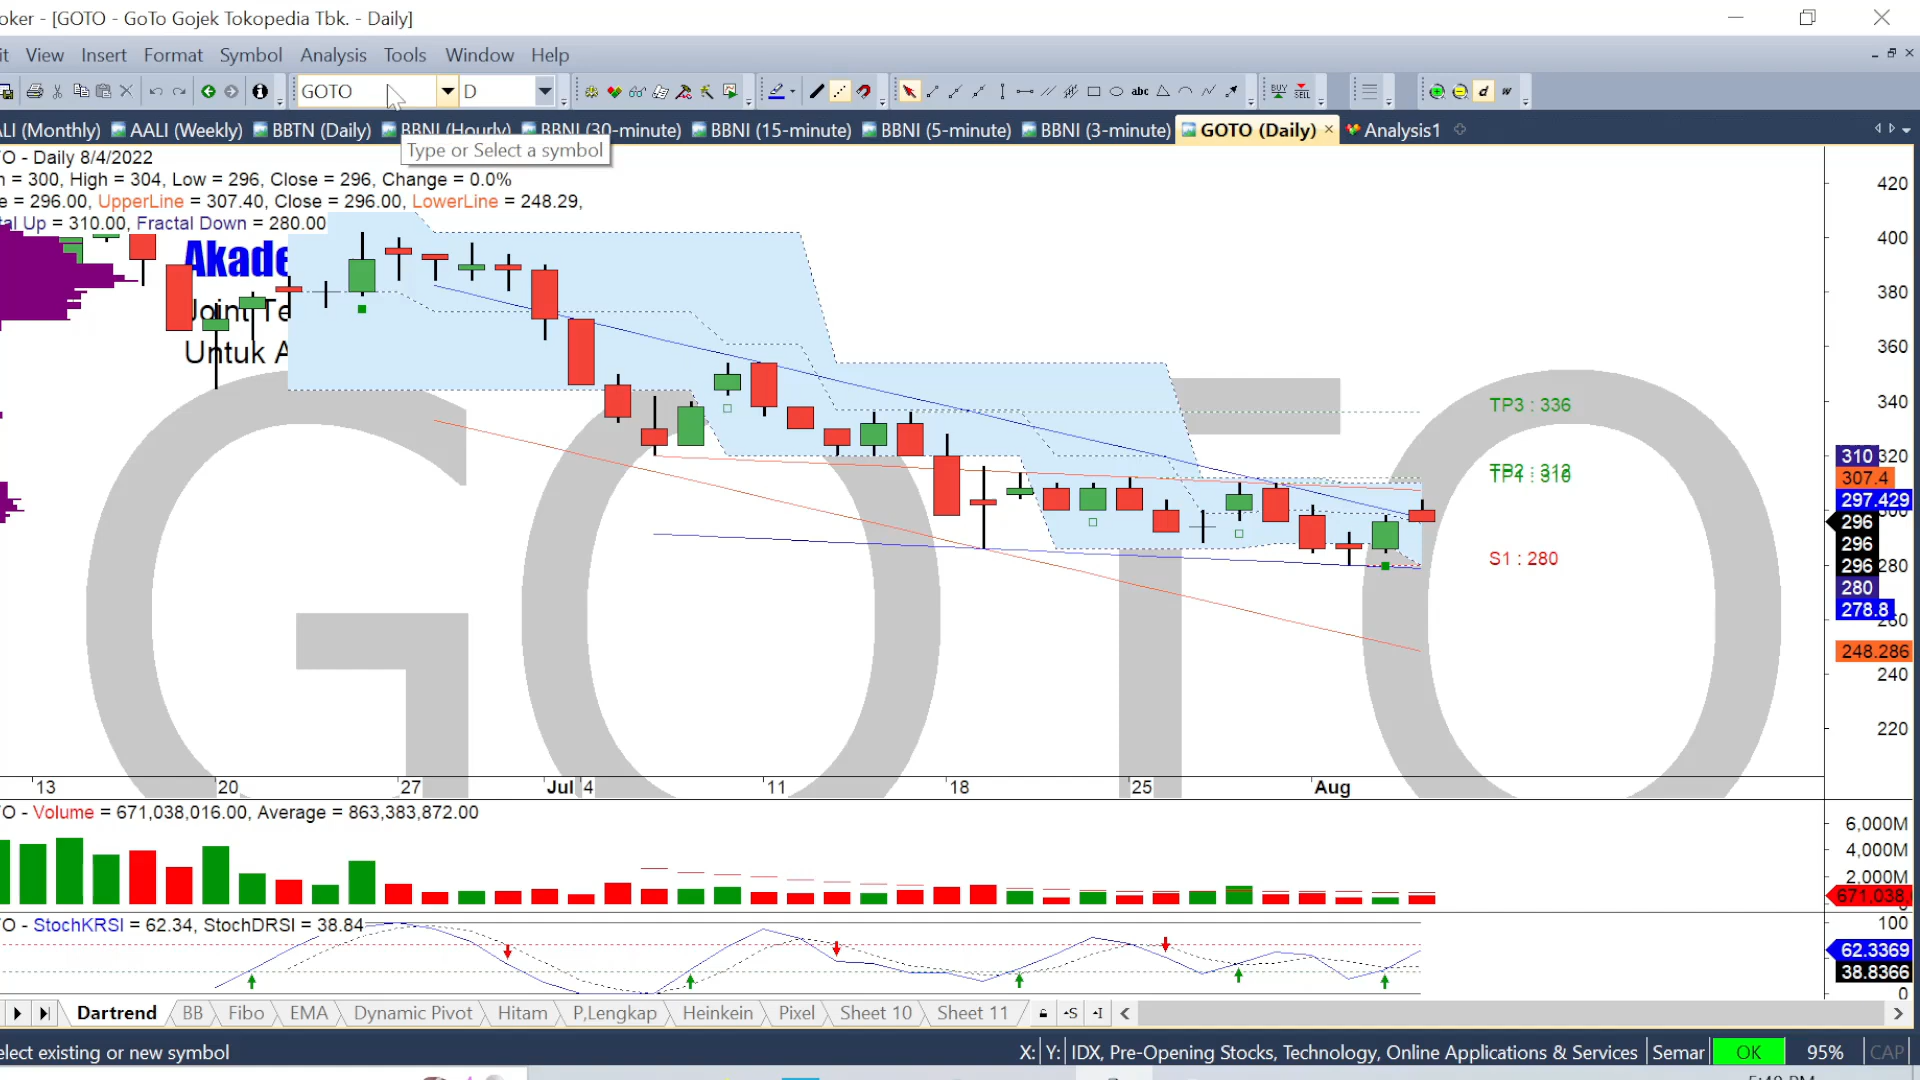 oker - [GOTO - GoTo Gojek Tokopedia Tbk. - Daily]
it View Insert Format Symbol Analysis Tools Window Help
GOTO D abc BUY SELL d w
ALI (Monthly) AALI (Weekly) BBTN (Daily) BBNI (Hourly) BBNI (30-minute) BBNI (15-minute) BBNI (5-minute) BBNI (3-minute) GOTO (Daily) × Analysis1
Type or Select a symbol
O - Daily 8/4/2022
n = 300, High = 304, Low = 296, Close = 296, Change = 0.0%
e = 296.00, UpperLine = 307.40, Close = 296.00, LowerLine = 248.29,
tal Up = 310.00, Fractal Down = 280.00
Akade
Joint Te
Untuk A
GOTO
TP3 : 336
S1 : 280
420
400
380
360
340
310
320
307.4
297.429
296
296
296
280
280
278.8
260
248.286
240
220
13 20 27 Jul 4 11 18 25 Aug
O - Volume = 671,038,016.00, Average = 863,383,872.00
6,000M
4,000M
2,000M
671,038,
O - StochKRSI = 62.34, StochDRSI = 38.84
100
62.3369
38.8366
0
Dartrend BB Fibo EMA Dynamic Pivot Hitam P,Lengkap Heinkein Pixel Sheet 10 Sheet 11
elect existing or new symbol X: Y: IDX, Pre-Opening Stocks, Technology, Online Applications & Services Semar OK 95% CAP